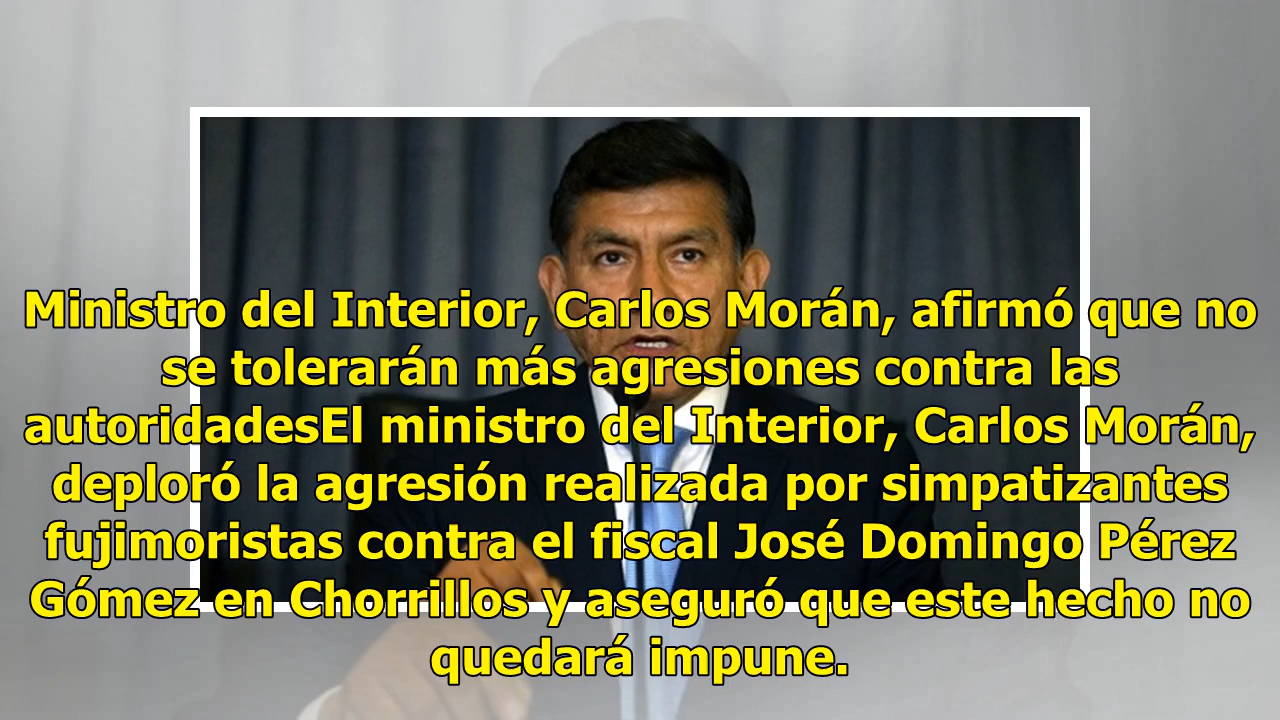 Ministro del Interior, Carlos Morán, afirmó que no
se tolerarán más agresiones contra las
autoridadesEl ministro del Interior, Carlos Morán,
deploró la agresión realizada por simpatizantes
fujimoristas contra el fiscal José Domingo Pérez
Gómez en Chorrillos y aseguró que este hecho no
quedará impune.